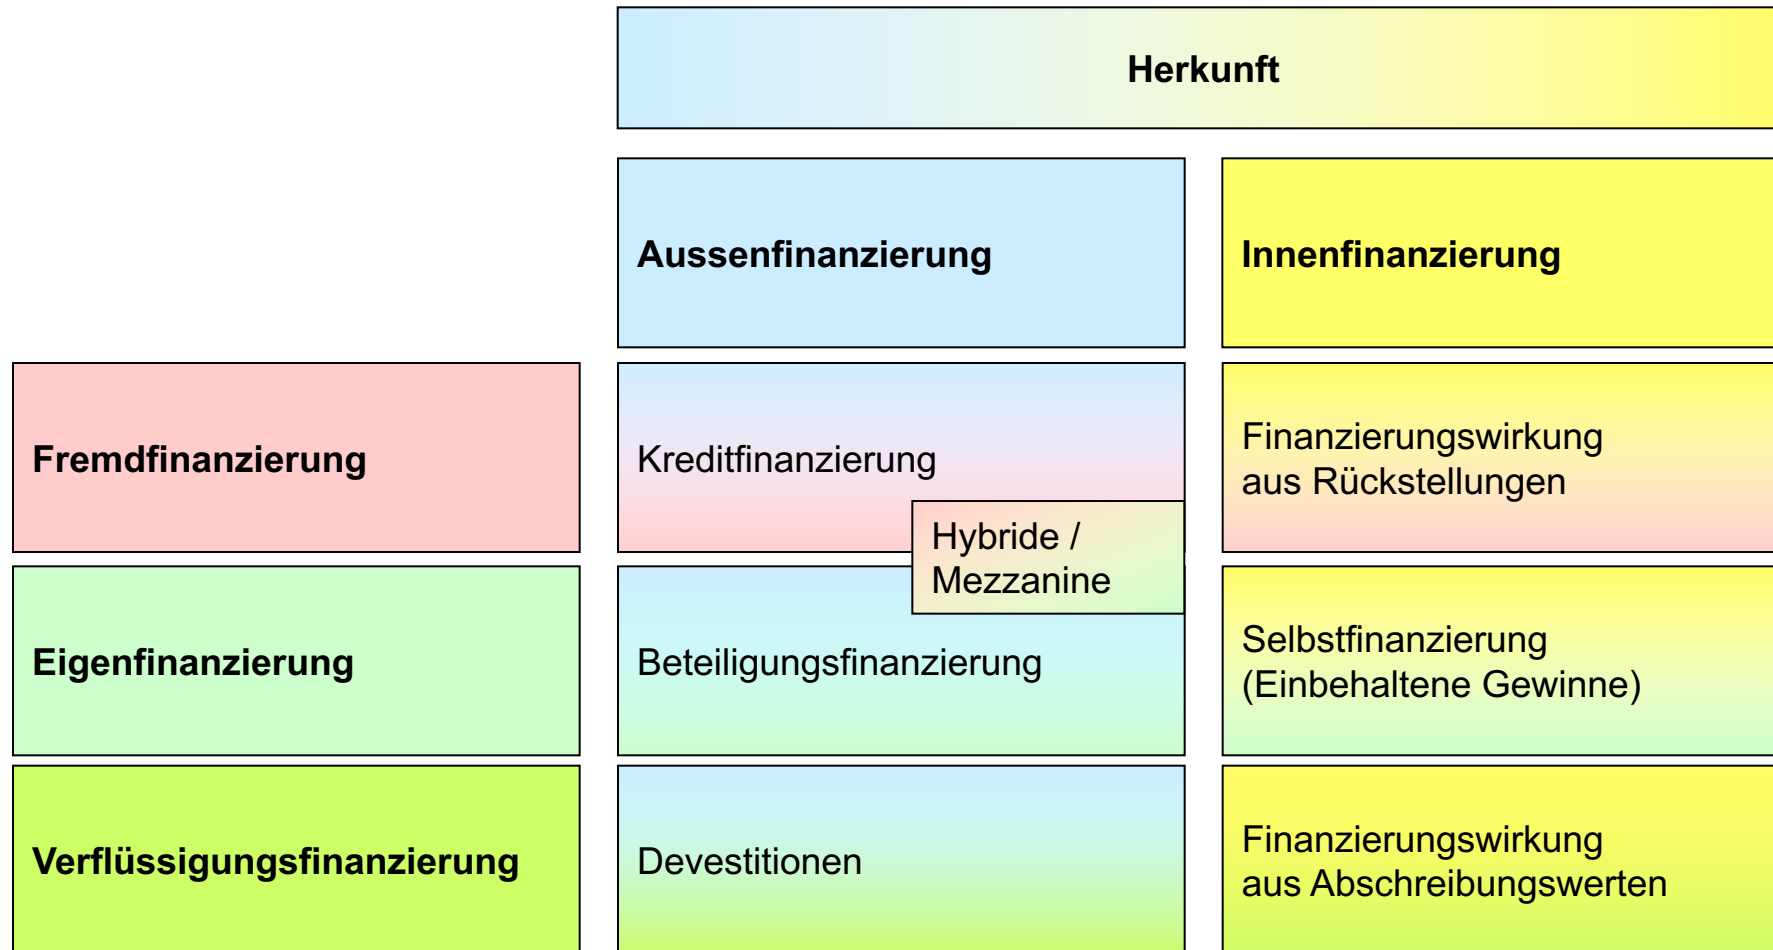 Herkunft
Aussenfinanzierung
Innenfinanzierung
Fremdfinanzierung
Kreditfinanzierung
Finanzierungswirkung
aus Rückstellungen
Hybride /
Mezzanine
Eigenfinanzierung
Beteiligungsfinanzierung
Selbstfinanzierung
(Einbehaltene Gewinne)
Verflüssigungsfinanzierung
Devestitionen
Finanzierungswirkung
aus Abschreibungswerten